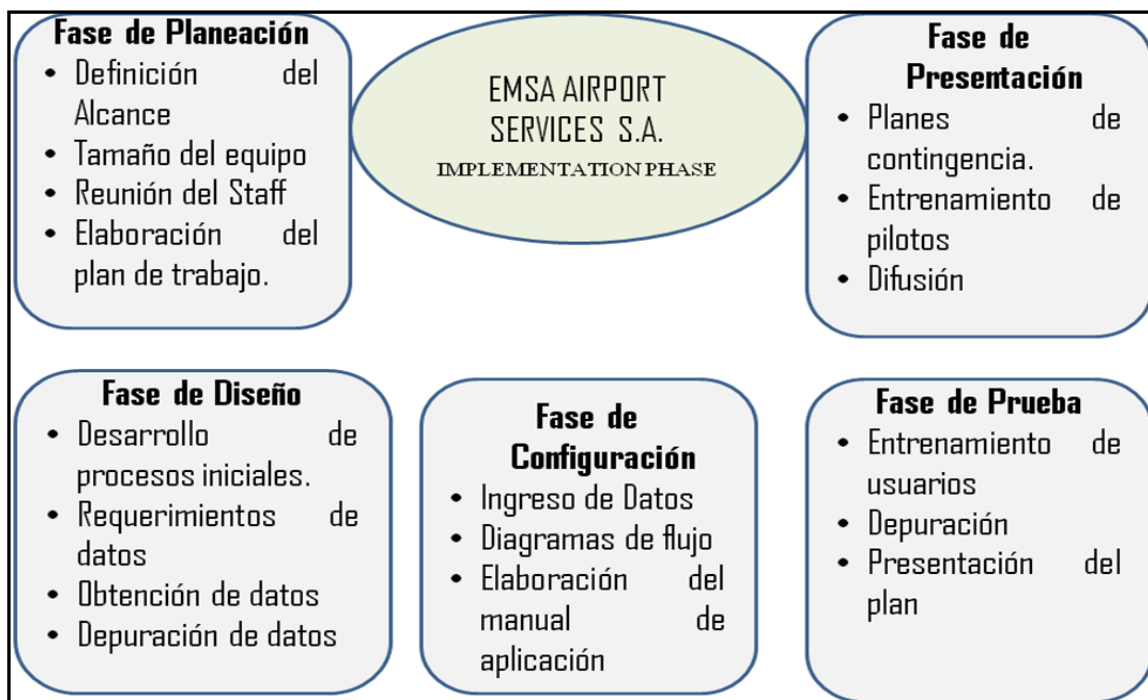 Fase de Planeación
• Definición del
Alcance
• Tamaño del equipo
• Reunión del Staff
• Elaboración del
plan de trabajo.
EMSA AIRPORT
SERVICES S.A.
IMPLEMENTATION PHASE
Fase de
Presentación
• Planes de
contingencia.
• Entrenamiento de
pilotos
• Difusión
Fase de Diseño
• Desarrollo de
procesos iniciales.
• Requerimientos de
datos
• Obtención de datos
• Depuración de datos
Fase de
Configuración
• Ingreso de Datos
• Diagramas de flujo
• Elaboración del
manual de
aplicación
Fase de Prueba
• Entrenamiento de
usuarios
• Depuración
• Presentación del
plan